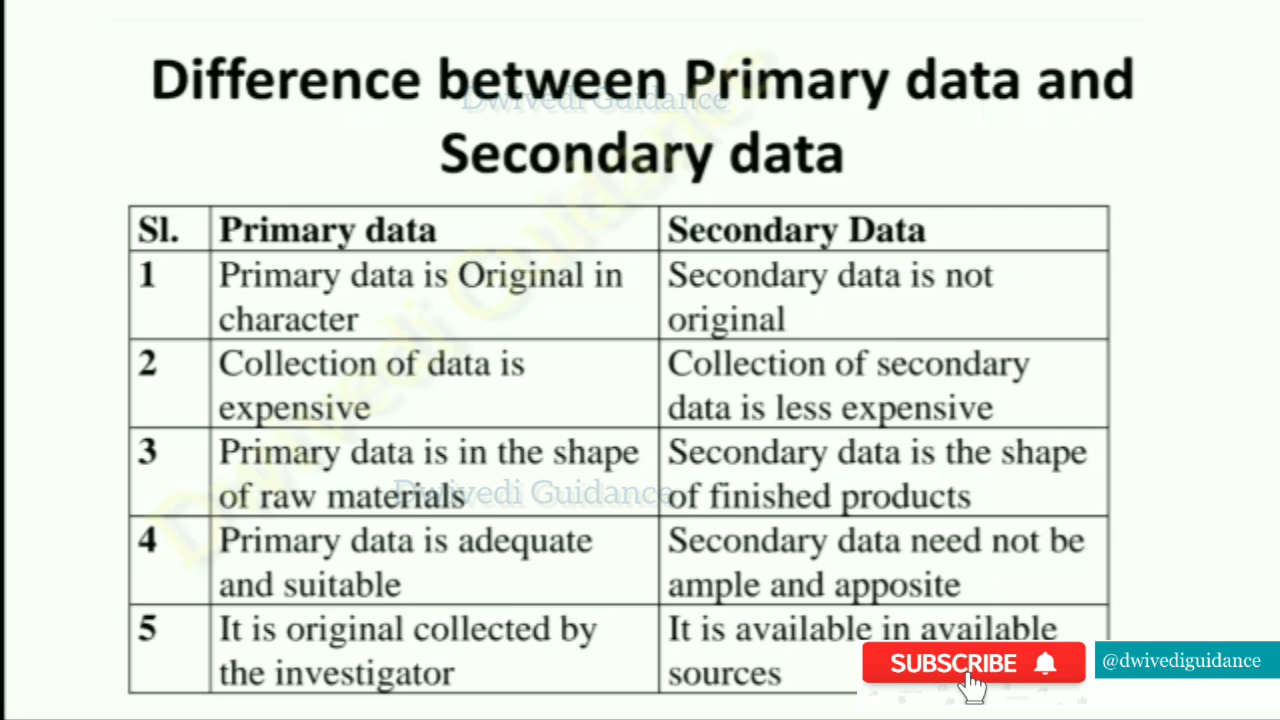 Difference between Primary data and
Secondary data
Dwivedi Guidance
Dwivedi Guidance
Sl. Primary data Secondary Data
1 Primary data is Original in Secondary data is not
character original
2 Collection of data is Collection of secondary
expensive data is less expensive
3 Primary data is in the shape Secondary data is the shape
of raw materials of finished products
Dwivedi Guidance
4 Primary data is adequate Secondary data need not be
and suitable ample and apposite
5 It is original collected by It is available in available
the investigator sources
SUBSCRIBE
@dwivediguidance